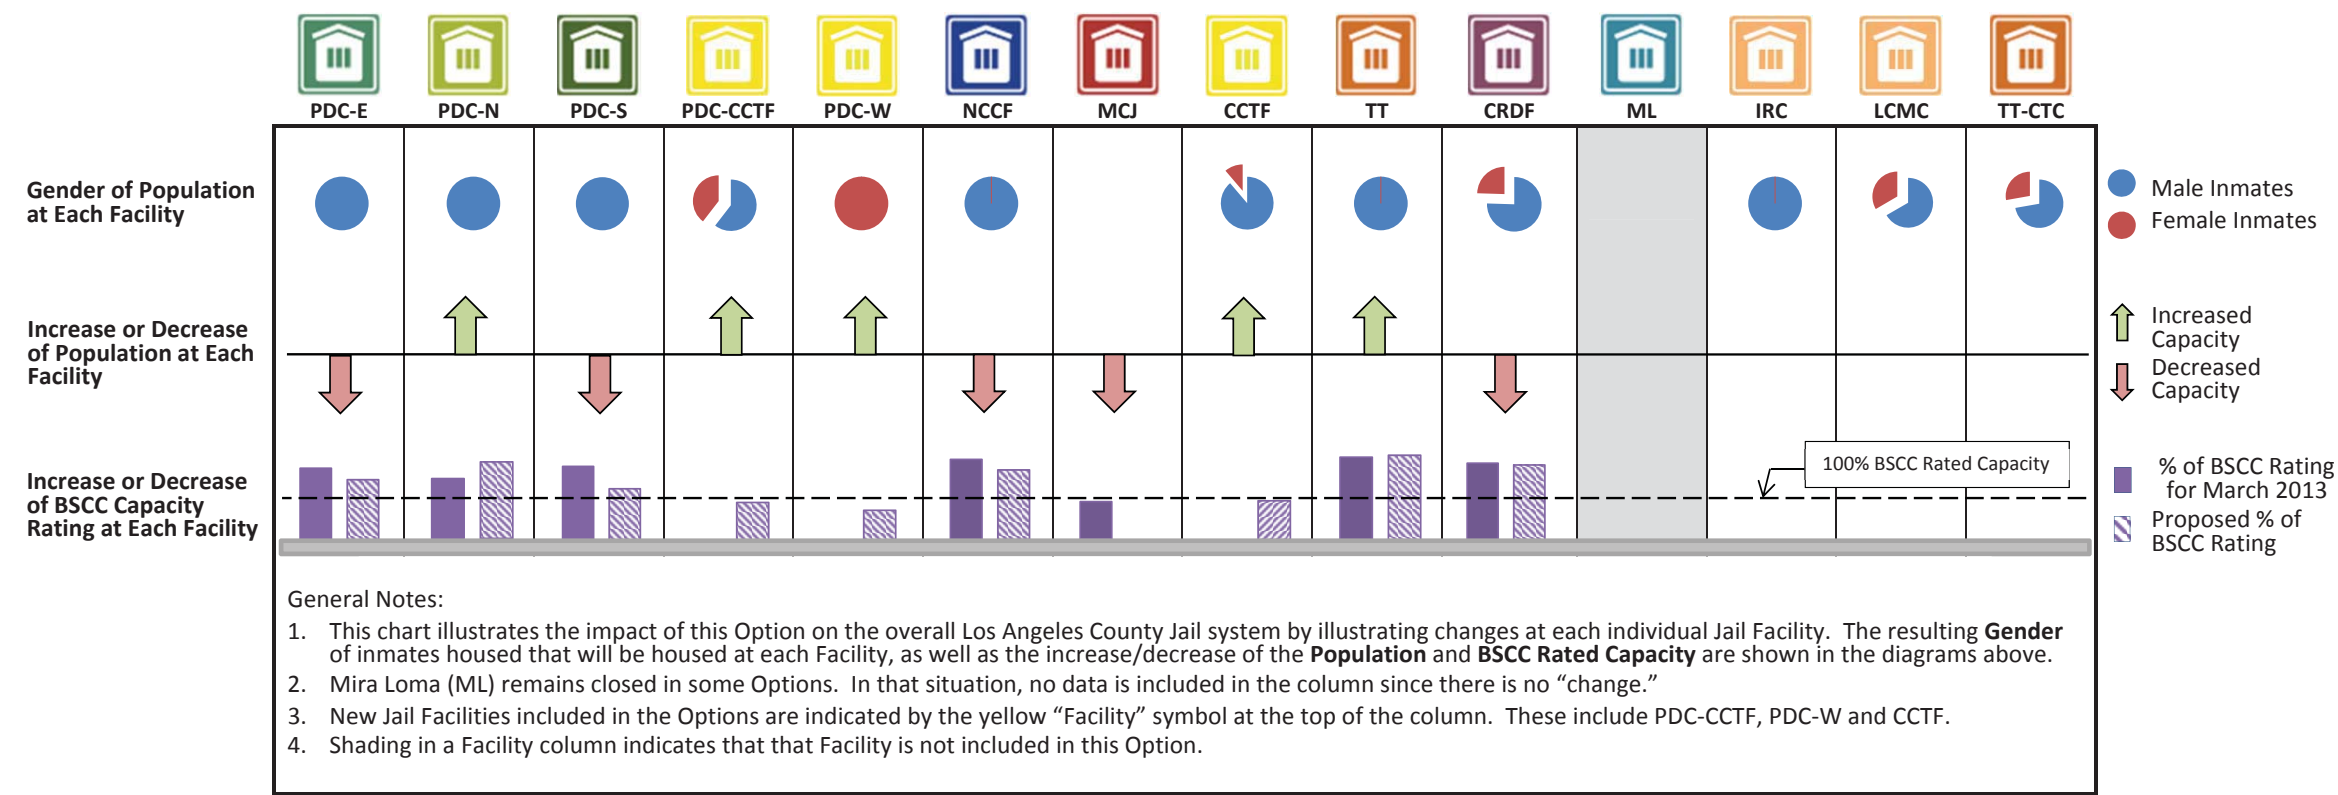 PDC-E PDC-N PDC-S PDC-CCTF PDC-W NCCF MCJ CCTF TT CRDF ML IRC LCMC TT-CTC
Gender of Population
at Each Facility
Male Inmates
Female Inmates
Increase or Decrease
of Population at Each
Facility
Increased
Capacity
Decreased
Capacity
Increase or Decrease
of BSCC Capacity
Rating at Each Facility
100% BSCC Rated Capacity
% of BSCC Rating
for March 2013
Proposed % of
BSCC Rating
General Notes:
1. This chart illustrates the impact of this Option on the overall Los Angeles County Jail system by illustrating changes at each individual Jail Facility. The resulting Gender
of inmates housed that will be housed at each Facility, as well as the increase/decrease of the Population and BSCC Rated Capacity are shown in the diagrams above.
2. Mira Loma (ML) remains closed in some Options. In that situation, no data is included in the column since there is no “change.”
3. New Jail Facilities included in the Options are indicated by the yellow “Facility” symbol at the top of the column. These include PDC-CCTF, PDC-W and CCTF.
4. Shading in a Facility column indicates that that Facility is not included in this Option.